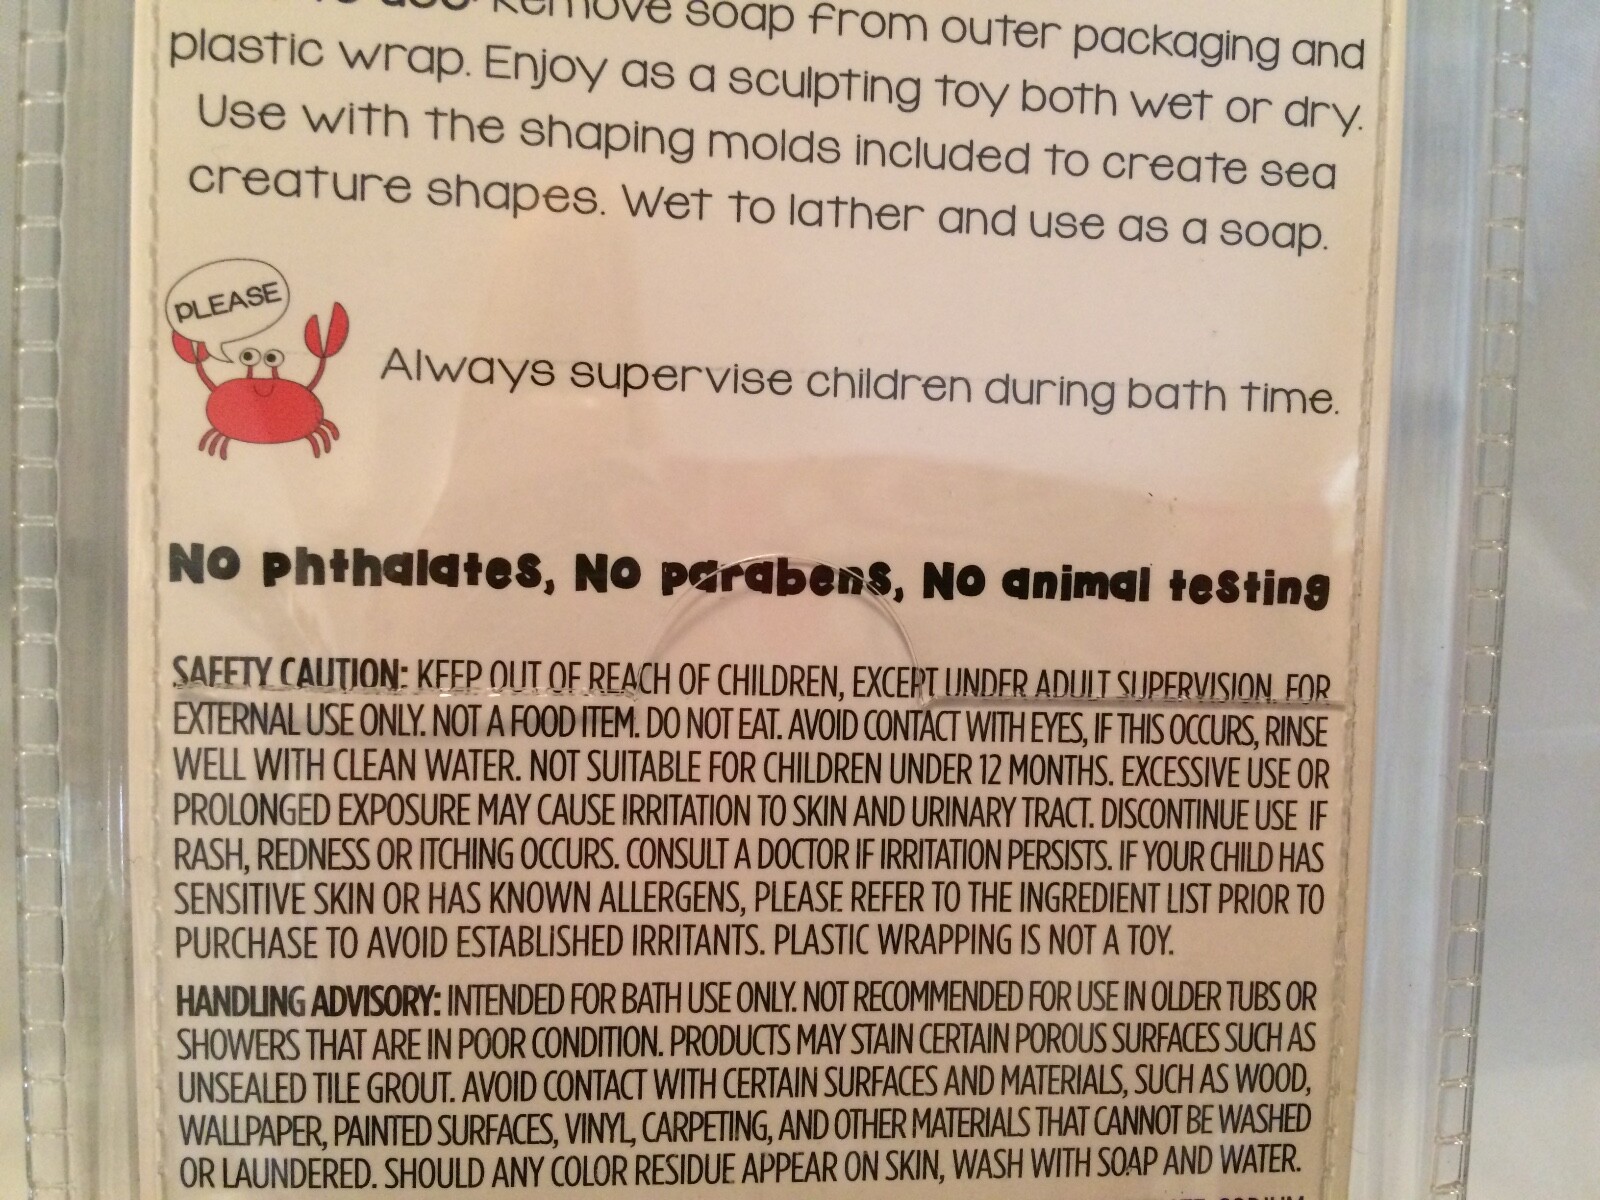 Remove soap from outer packaging and
plastic wrap. Enjoy as a sculpting toy both wet or dry.
Use with the shaping molds included to create sea
creature shapes. Wet to lather and use as a soap.
PLEASE
Always supervise children during bath time.
No phthalates, No parabens, No animal testing
SAFETY CAUTION: KEEP OUT OF REACH OF CHILDREN, EXCEPT UNDER ADULT SUPERVISION. FOR
EXTERNAL USE ONLY. NOT A FOOD ITEM. DO NOT EAT. AVOID CONTACT WITH EYES, IF THIS OCCURS, RINSE
WELL WITH CLEAN WATER. NOT SUITABLE FOR CHILDREN UNDER 12 MONTHS. EXCESSIVE USE OR
PROLONGED EXPOSURE MAY CAUSE IRRITATION TO SKIN AND URINARY TRACT. DISCONTINUE USE IF
RASH, REDNESS OR ITCHING OCCURS. CONSULT A DOCTOR IF IRRITATION PERSISTS. IF YOUR CHILD HAS
SENSITIVE SKIN OR HAS KNOWN ALLERGENS, PLEASE REFER TO THE INGREDIENT LIST PRIOR TO
PURCHASE TO AVOID ESTABLISHED IRRITANTS. PLASTIC WRAPPING IS NOT A TOY.
HANDLING ADVISORY: INTENDED FOR BATH USE ONLY. NOT RECOMMENDED FOR USE IN OLDER TUBS OR
SHOWERS THAT ARE IN POOR CONDITION. PRODUCTS MAY STAIN CERTAIN POROUS SURFACES SUCH AS
UNSEALED TILE GROUT. AVOID CONTACT WITH CERTAIN SURFACES AND MATERIALS, SUCH AS WOOD,
WALLPAPER, PAINTED SURFACES, VINYL, CARPETING, AND OTHER MATERIALS THAT CANNOT BE WASHED
OR LAUNDERED. SHOULD ANY COLOR RESIDUE APPEAR ON SKIN, WASH WITH SOAP AND WATER.